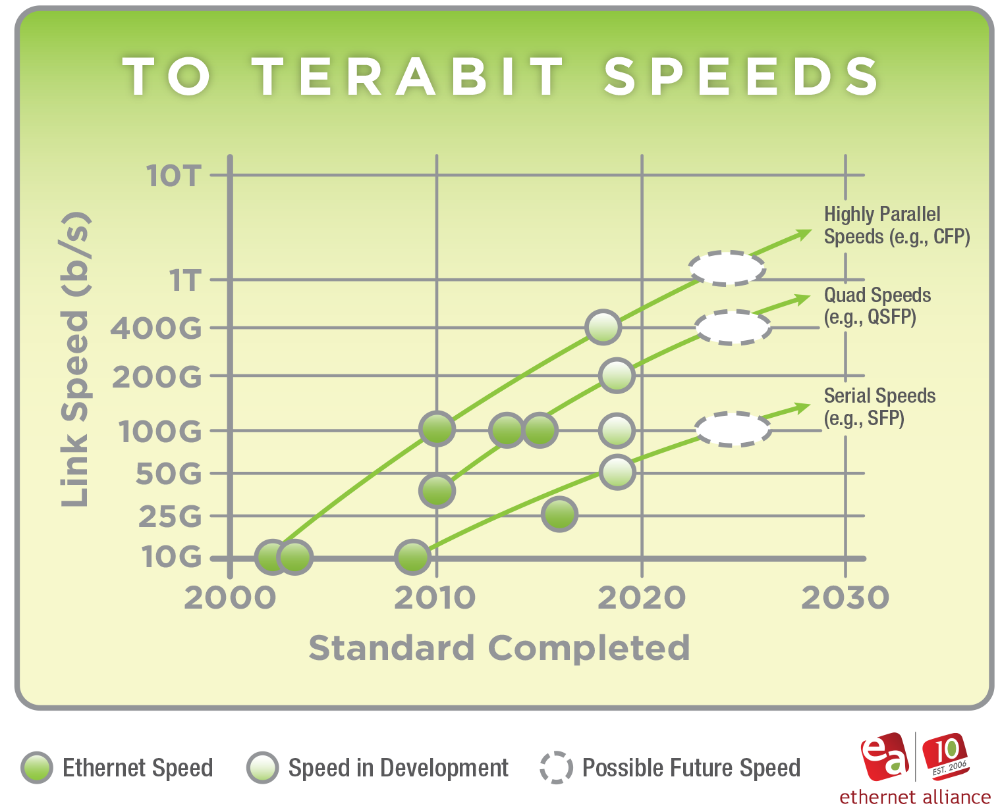 TO TERABIT SPEEDS
Link Speed (b/s)
10T
1T
400G
200G
100G
50G
25G
10G
Highly Parallel
Speeds (e.g., CFP)
Quad Speeds
(e.g., QSFP)
Serial Speeds
(e.g., SFP)
2000
2010
2020
2030
Standard Completed
Ethernet Speed
Speed in Development
Possible Future Speed
ea
10
EST. 2006
ethernet alliance